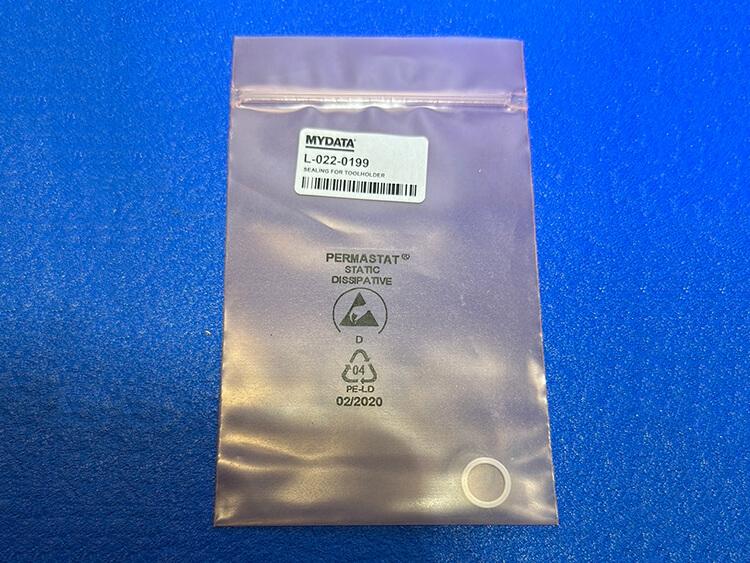 MYDATA
L-022-0199
SEALING FOR TOOLHOLDER
PERMASTAT®
STATIC
DISSIPATIVE
D
04
PE-LD
02/2020